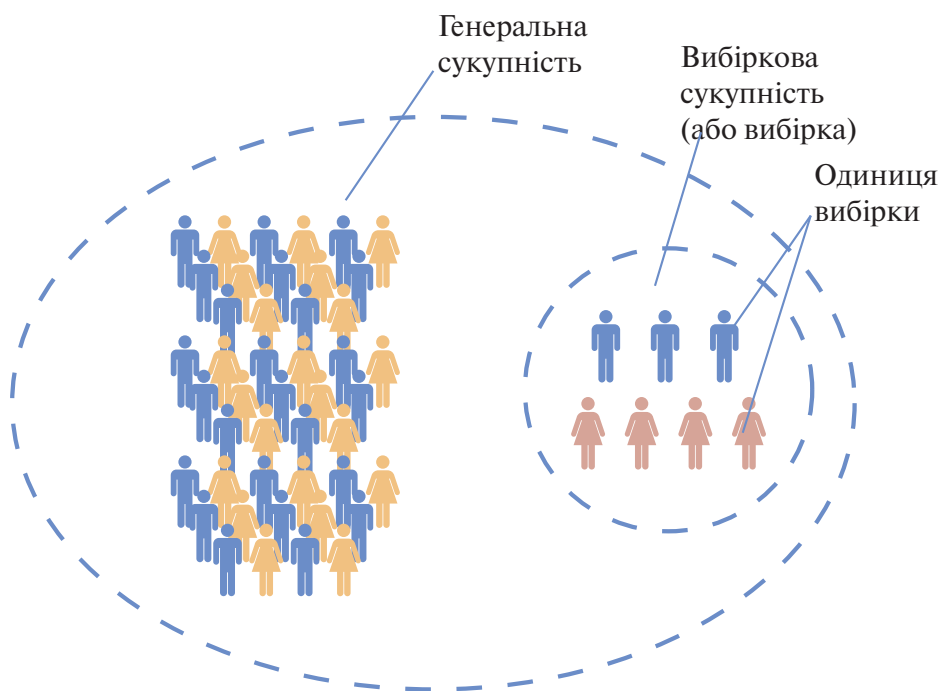 Генеральна
сукупність
Вибіркова
сукупність
(або вибірка)
Одиниця
вибірки